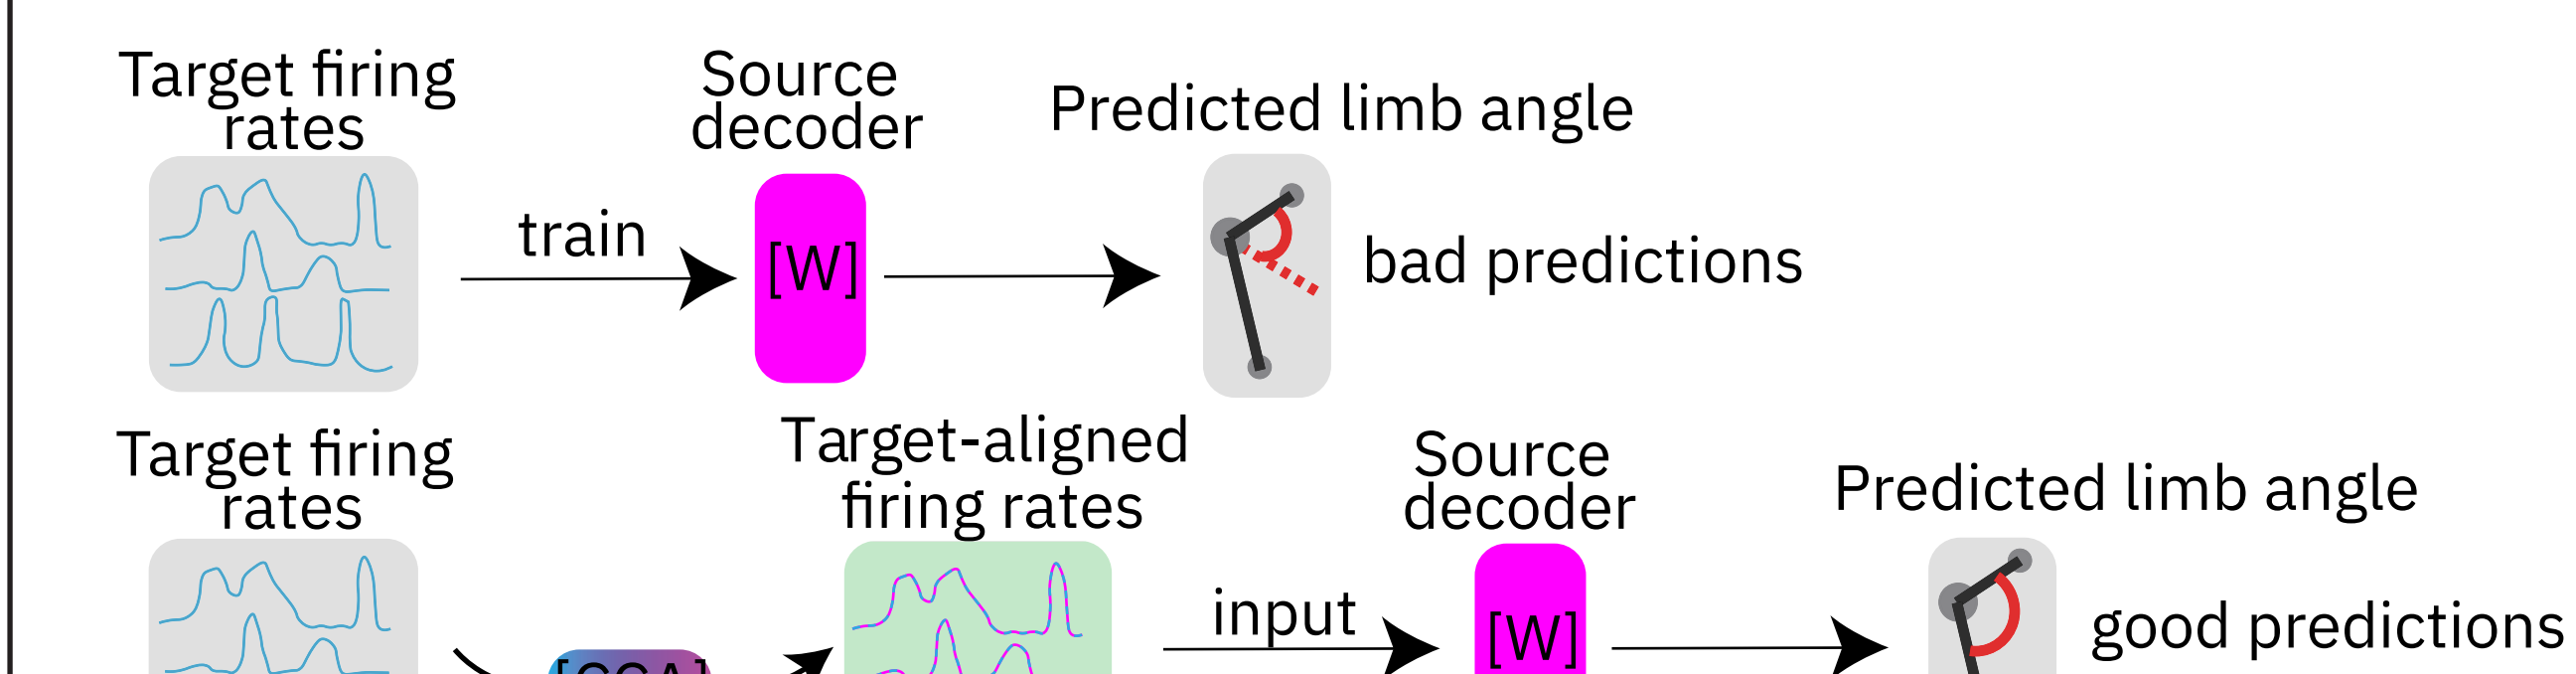 Target firing
rates
Source
decoder
Predicted limb angle
train
[W]
bad predictions
Target firing
rates
Target-aligned
firing rates
Source
decoder
Predicted limb angle
input
[W]
good predictions
[CCA]